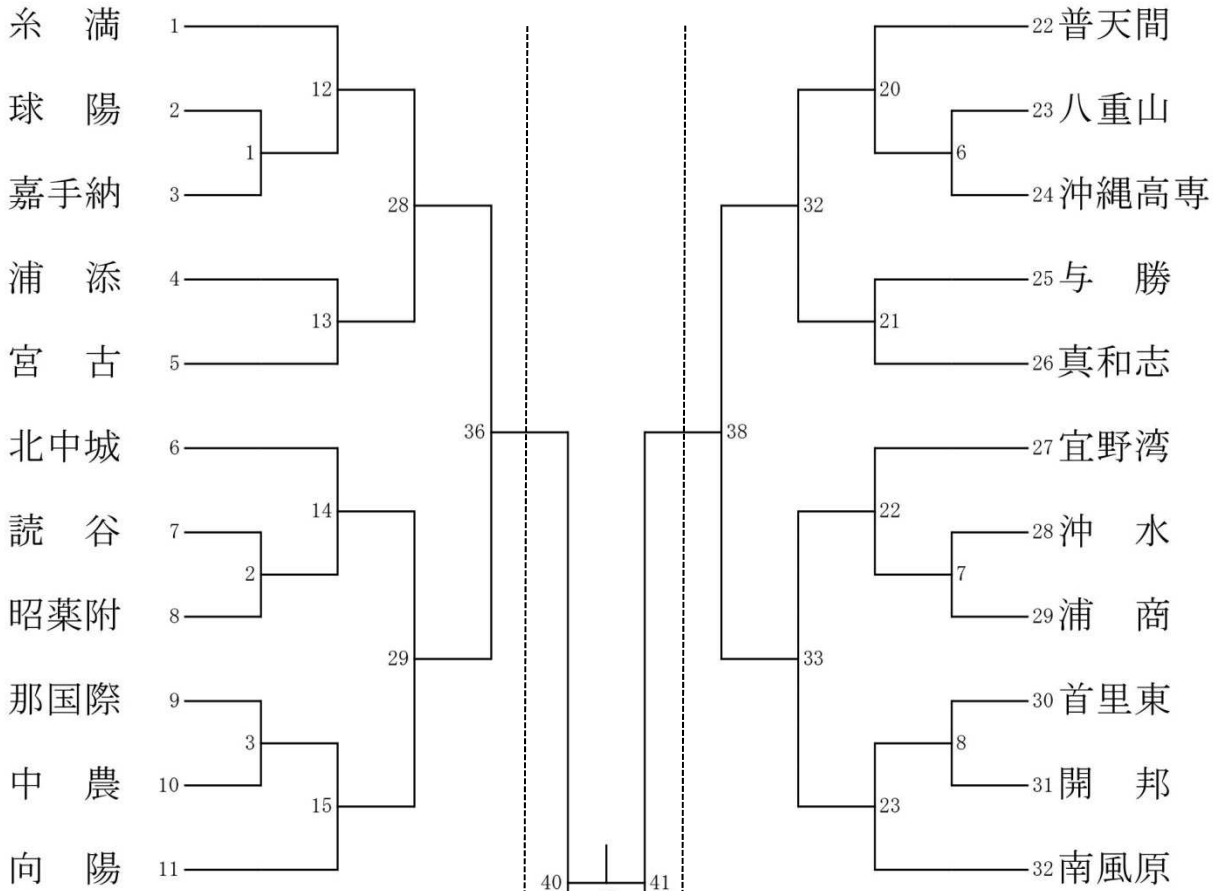 糸満 1
球陽 2
嘉手納 3
浦添 4
宮古 5
北中城 6
読谷 7
昭薬附 8
那国際 9
中農 10
向陽 11
1
2
3
12
13
14
15
28
29
36
40
41
38
32
33
20
21
22
23
6
7
8
22 普天間
23 八重山
24 沖縄高専
25 与勝
26 真和志
27 宜野湾
28 沖水
29 浦商
30 首里東
31 開邦
32 南風原